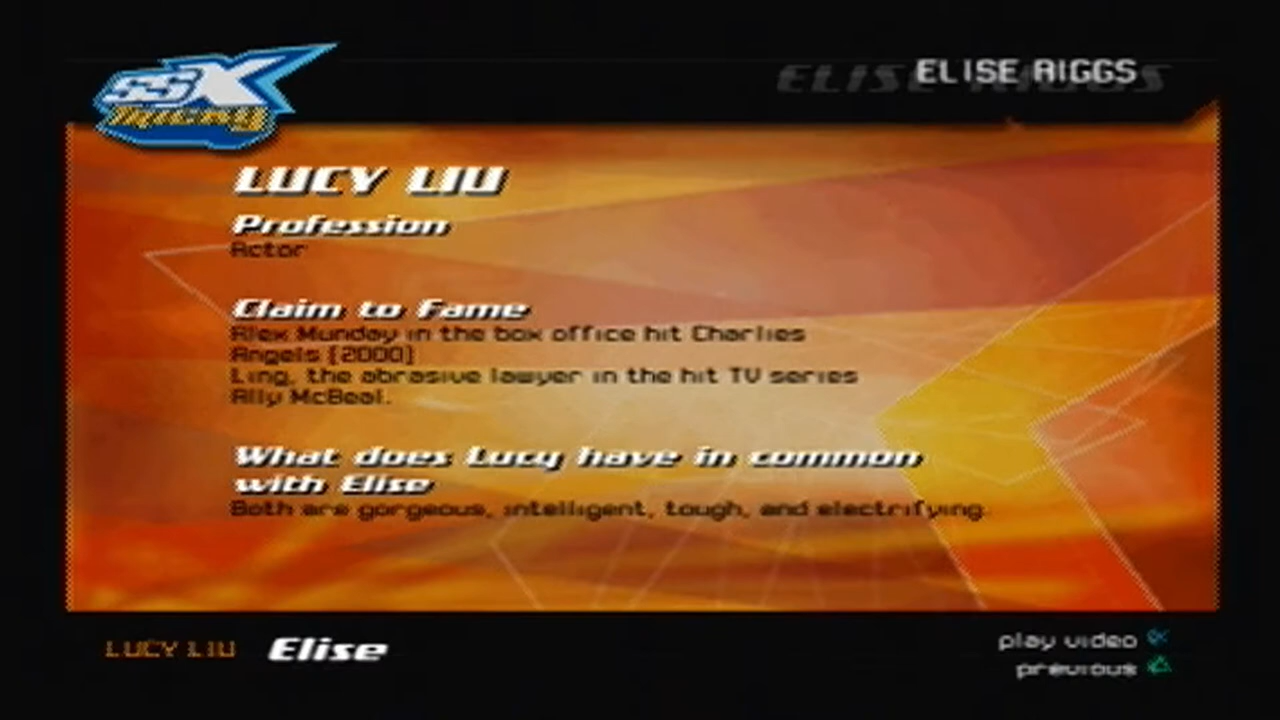 SSX
TRICKY
ELISE RIGGS
ELISE RIGGS
LUCY LIU
Profession
Actor
Claim to Fame
Alex Munday in the box office hit Charlies
Angels [2000]
Ling, the abrasive lawyer in the hit TV series
Ally McBeal.
What does Lucy have in common
with Elise
Both are gorgeous, intelligent, tough, and electrifying.
LUCY LIU Elise
play video
previous